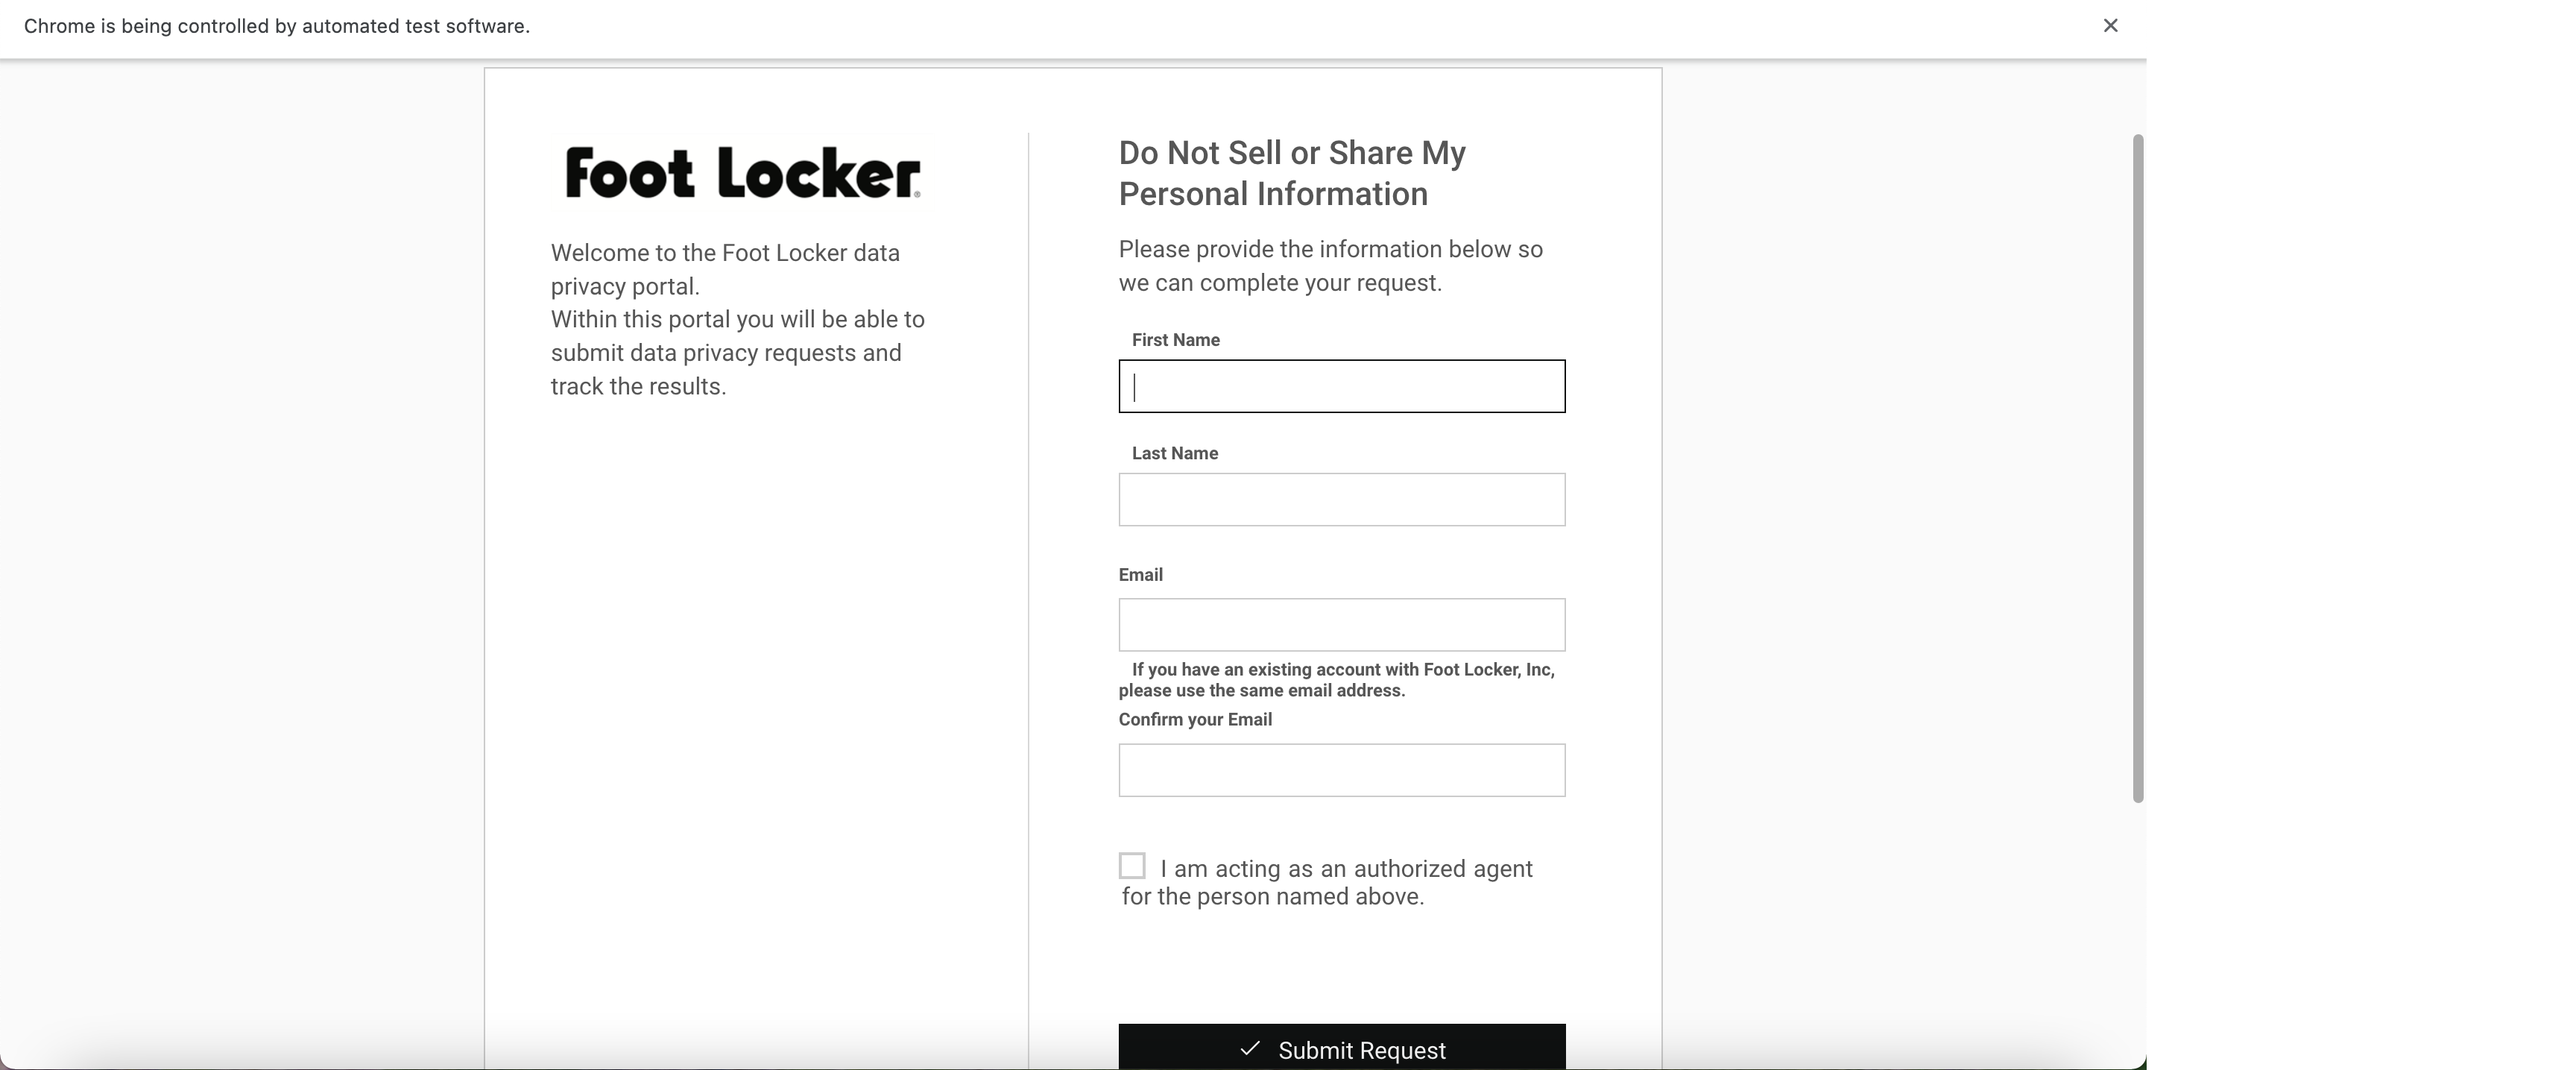 Chrome is being controlled by automated test software.
Foot Locker®
Welcome to the Foot Locker data
privacy portal.
Within this portal you will be able to
submit data privacy requests and
track the results.
Do Not Sell or Share My
Personal Information
Please provide the information below so
we can complete your request.
First Name
Last Name
Email
If you have an existing account with Foot Locker, Inc,
please use the same email address.
Confirm your Email
I am acting as an authorized agent
for the person named above.
Submit Request